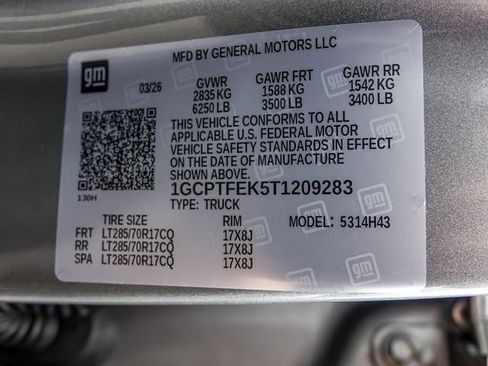 MFD BY GENERAL MOTORS LLC
gm
03/26 GVWR GAWR FRT GAWR RR
2835 KG 1588 KG 1542 KG
6250 LB 3500 LB 3400 LB
THIS VEHICLE CONFORMS TO ALL
APPLICABLE U.S. FEDERAL MOTOR
VEHICLE SAFETY STANDARDS IN EFFECT
ON THE DATE OF MANUFACTURE
SHOWN ABOVE.
130H
1GCPTFEK5T1209283
TYPE: TRUCK
TIRE SIZE RIM MODEL: 5314H43
FRT LT285/70R17CQ 17X8J
RR LT285/70R17CQ 17X8J
SPA LT285/70R17CQ 17X8J